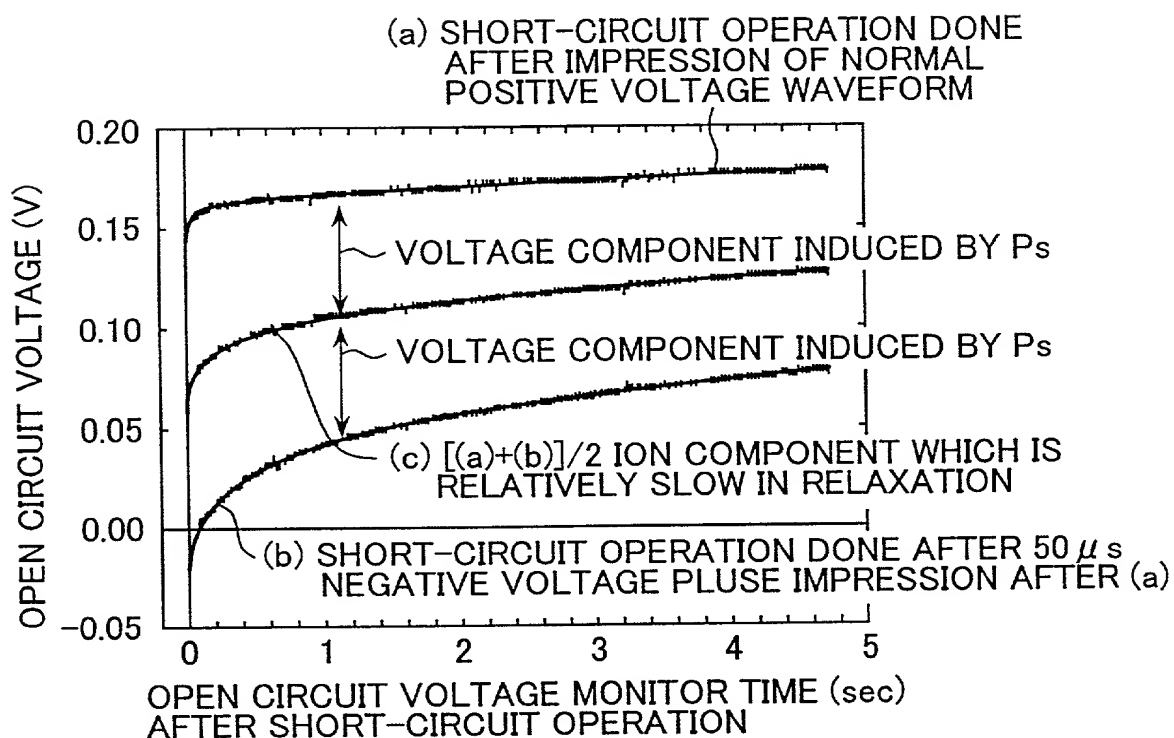 (a) SHORT-CIRCUIT OPERATION DONE
AFTER IMPRESSION OF NORMAL
POSITIVE VOLTAGE WAVEFORM
OPEN CIRCUIT VOLTAGE (V)
0.20
0.15
0.10
0.05
0.00
-0.05
VOLTAGE COMPONENT INDUCED BY Ps
VOLTAGE COMPONENT INDUCED BY Ps
(c) [(a)+(b)]/2 ION COMPONENT WHICH IS
RELATIVELY SLOW IN RELAXATION
(b) SHORT-CIRCUIT OPERATION DONE AFTER 50 μs
NEGATIVE VOLTAGE PLUSE IMPRESSION AFTER (a)
0 1 2 3 4 5
OPEN CIRCUIT VOLTAGE MONITOR TIME (sec)
AFTER SHORT-CIRCUIT OPERATION